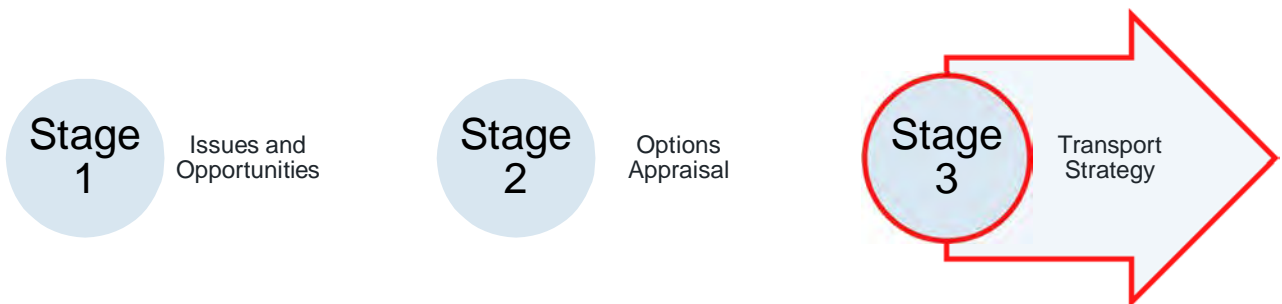 Stage
1
Issues and
Opportunities
Stage
2
Options
Appraisal
Stage
3
Transport
Strategy